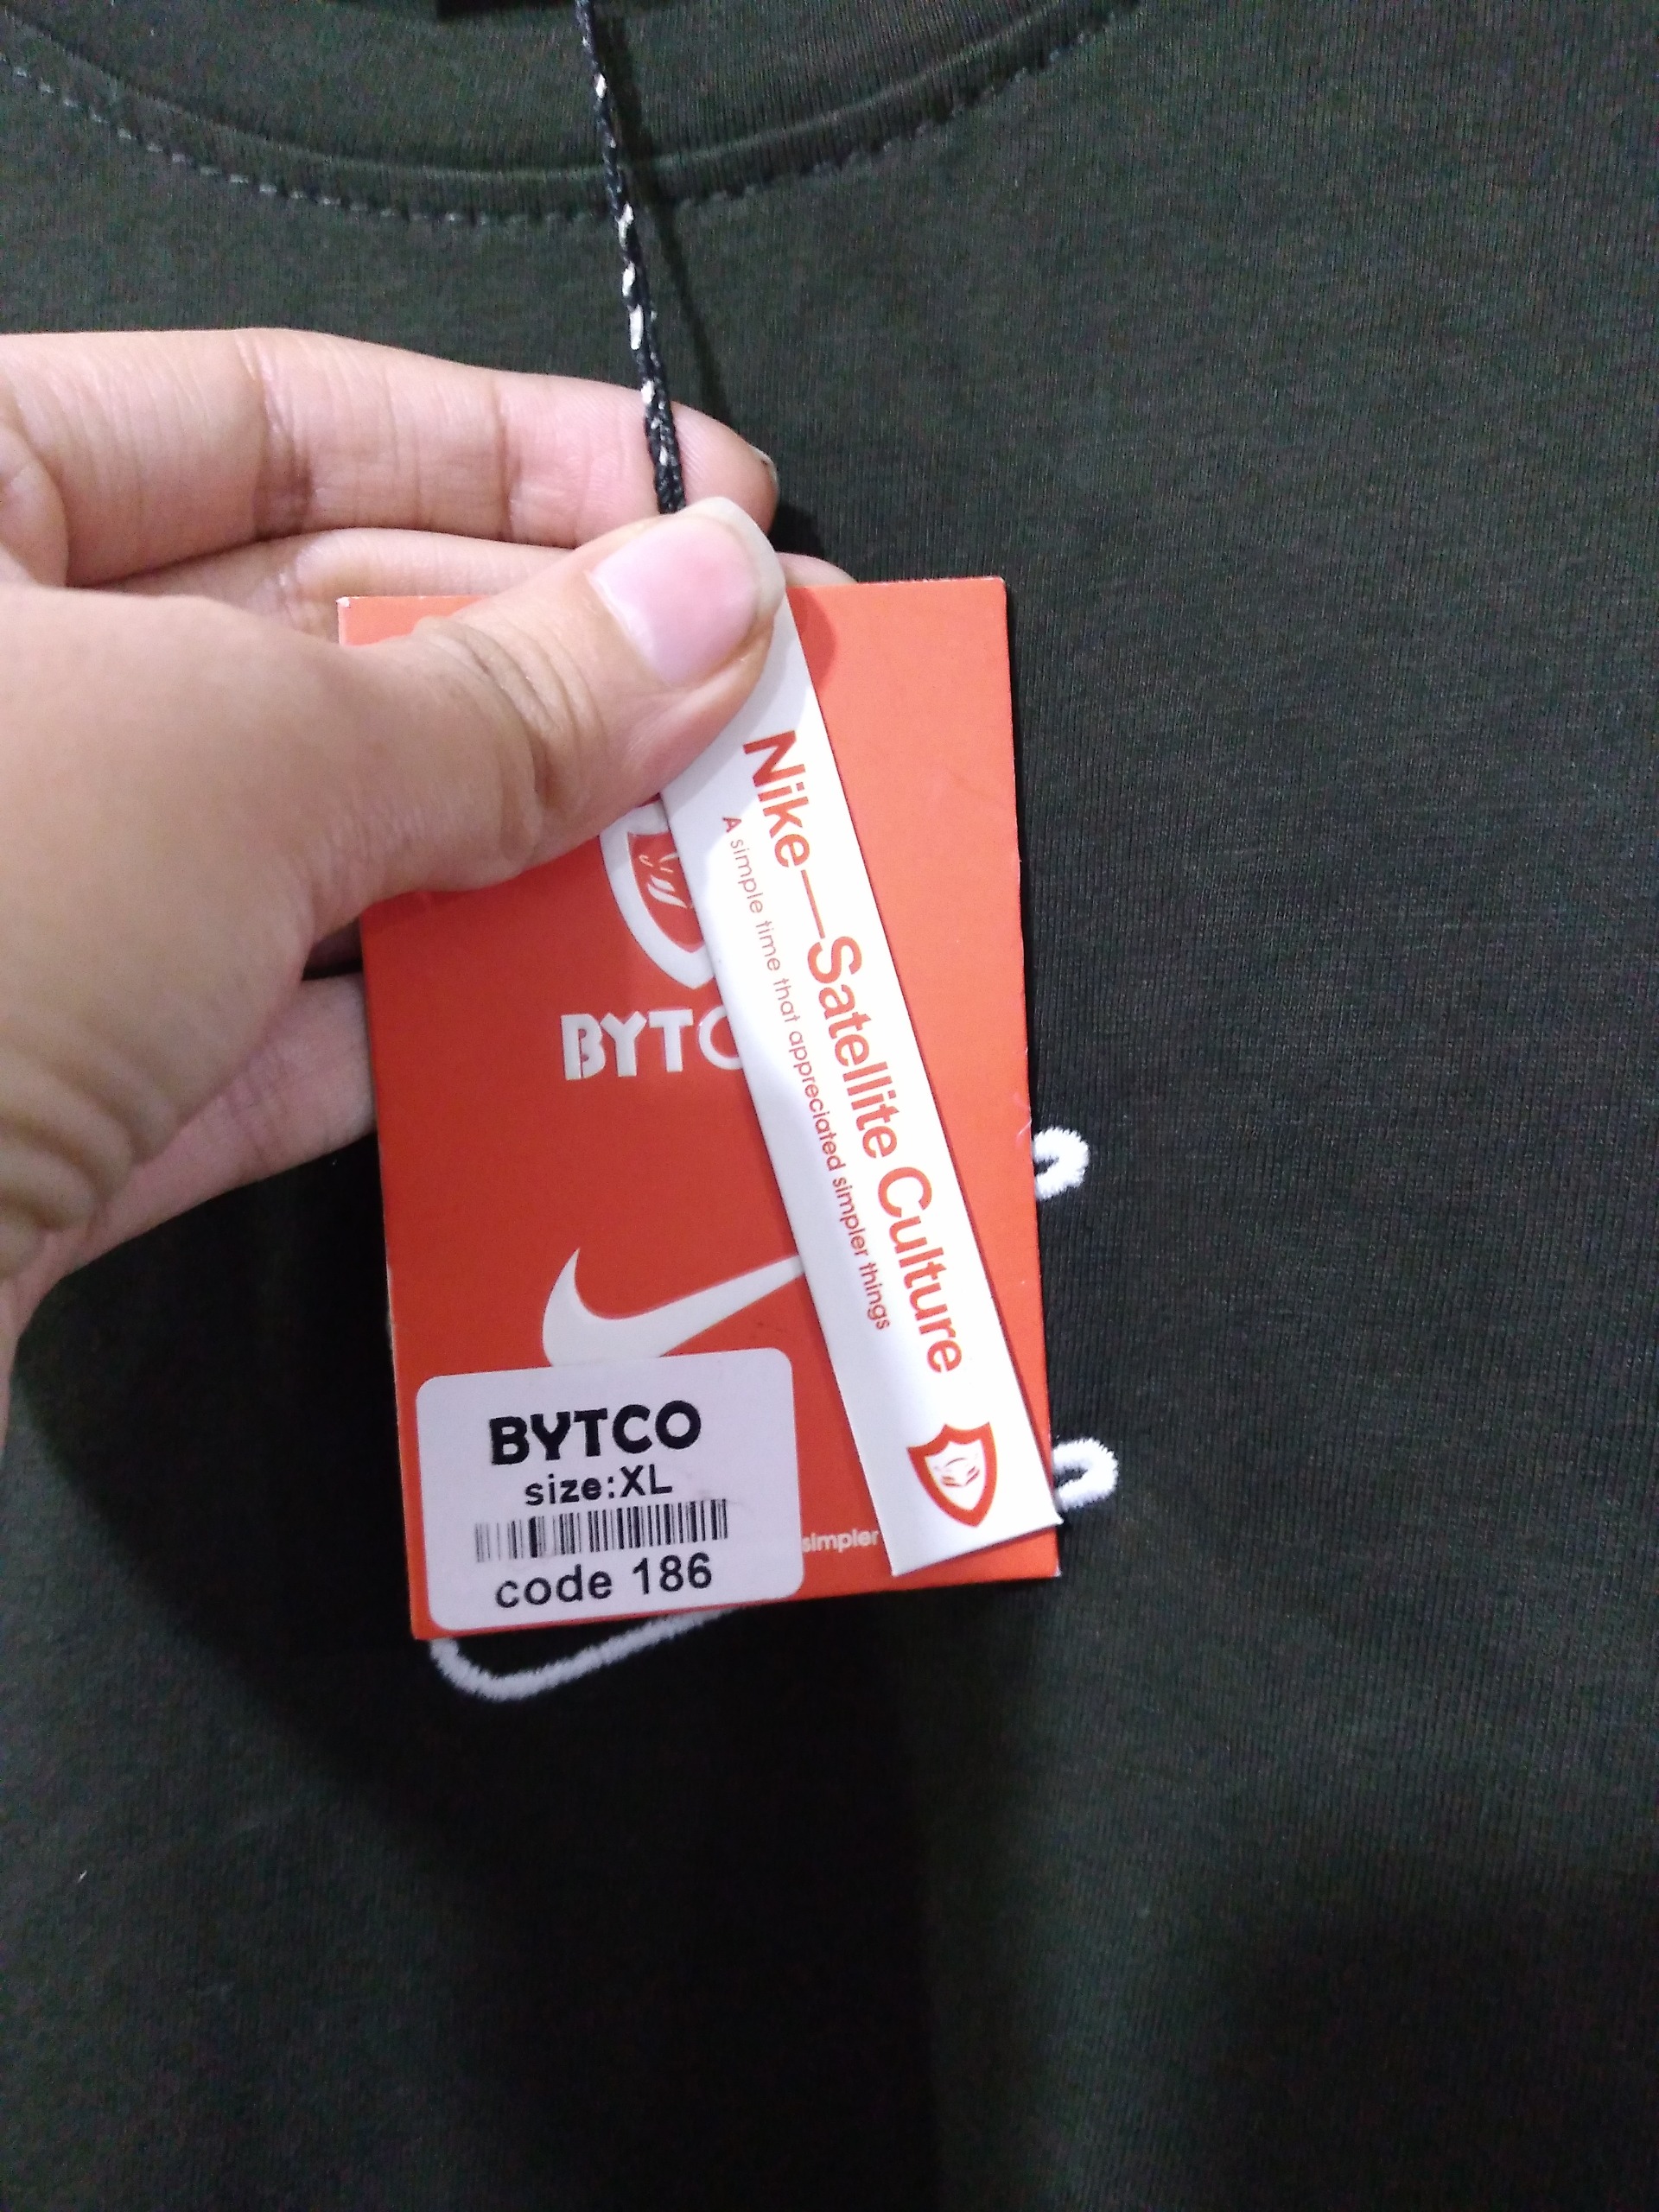 Nike—Satellite Culture
A simple time that appreciated simpler things
BYTC
BYTCO
size:XL
code 186
simpler